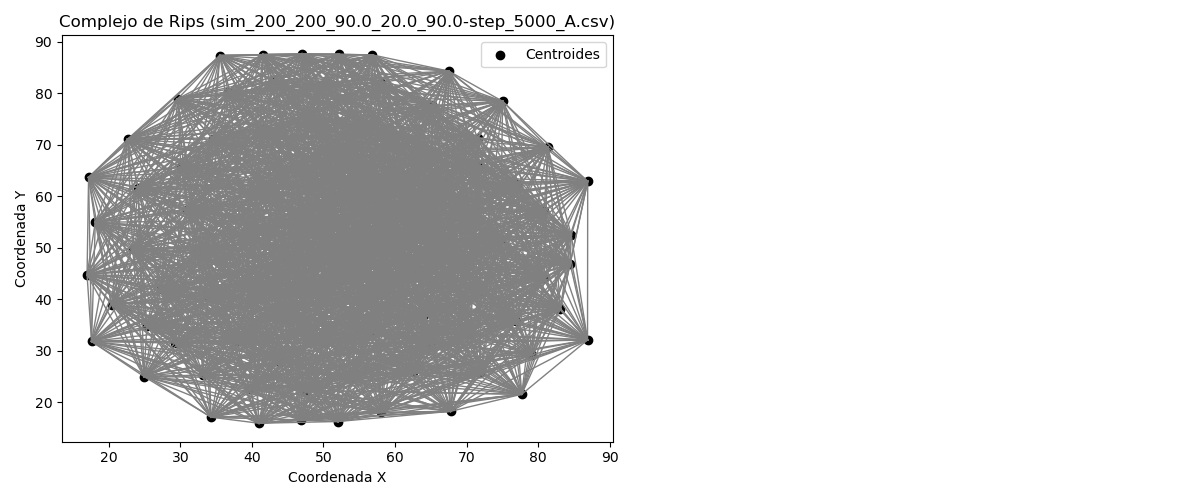 Complejo de Rips (sim_200_200_90.0_20.0_90.0-step_5000_A.csv)
90
80
70
60
50
40
30
20
Coordenada Y
Centroides
20 30 40 50 60 70 80 90
Coordenada X